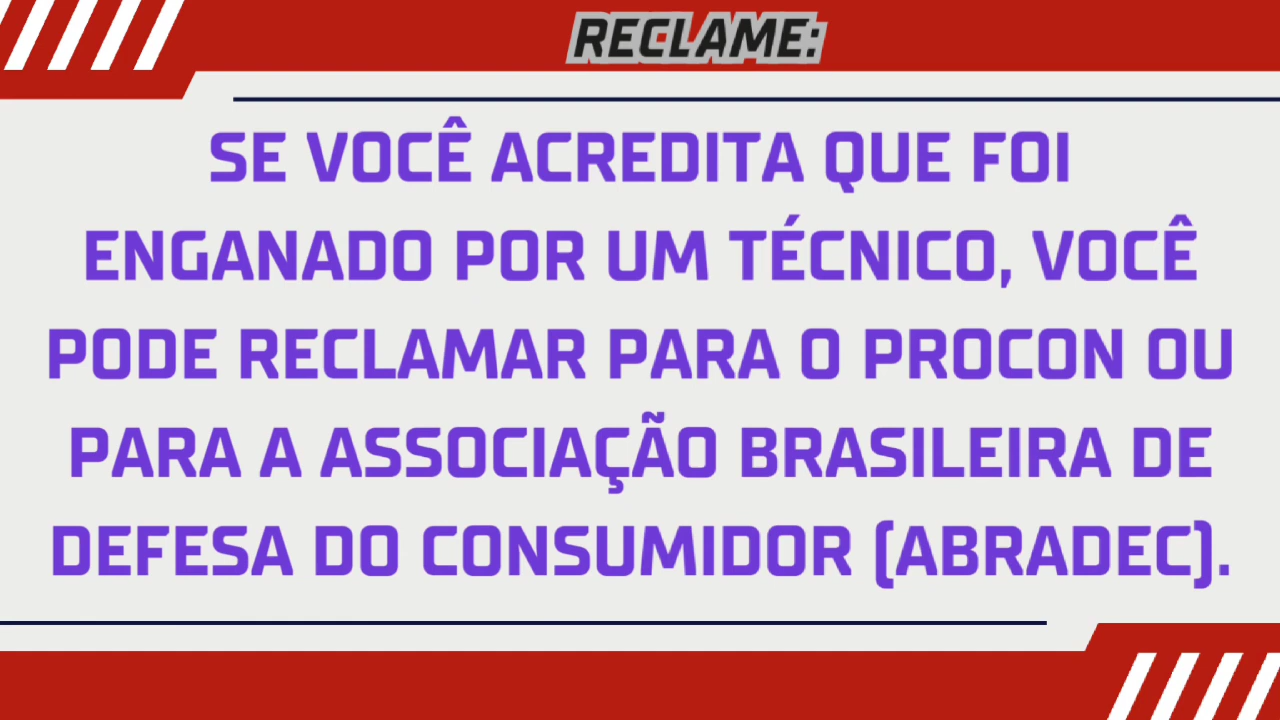 RECLAME:
SE VOCÊ ACREDITA QUE FOI
ENGANADO POR UM TÉCNICO, VOCÊ
PODE RECLAMAR PARA O PROCON OU
PARA A ASSOCIAÇÃO BRASILEIRA DE
DEFESA DO CONSUMIDOR (ABRADEC).